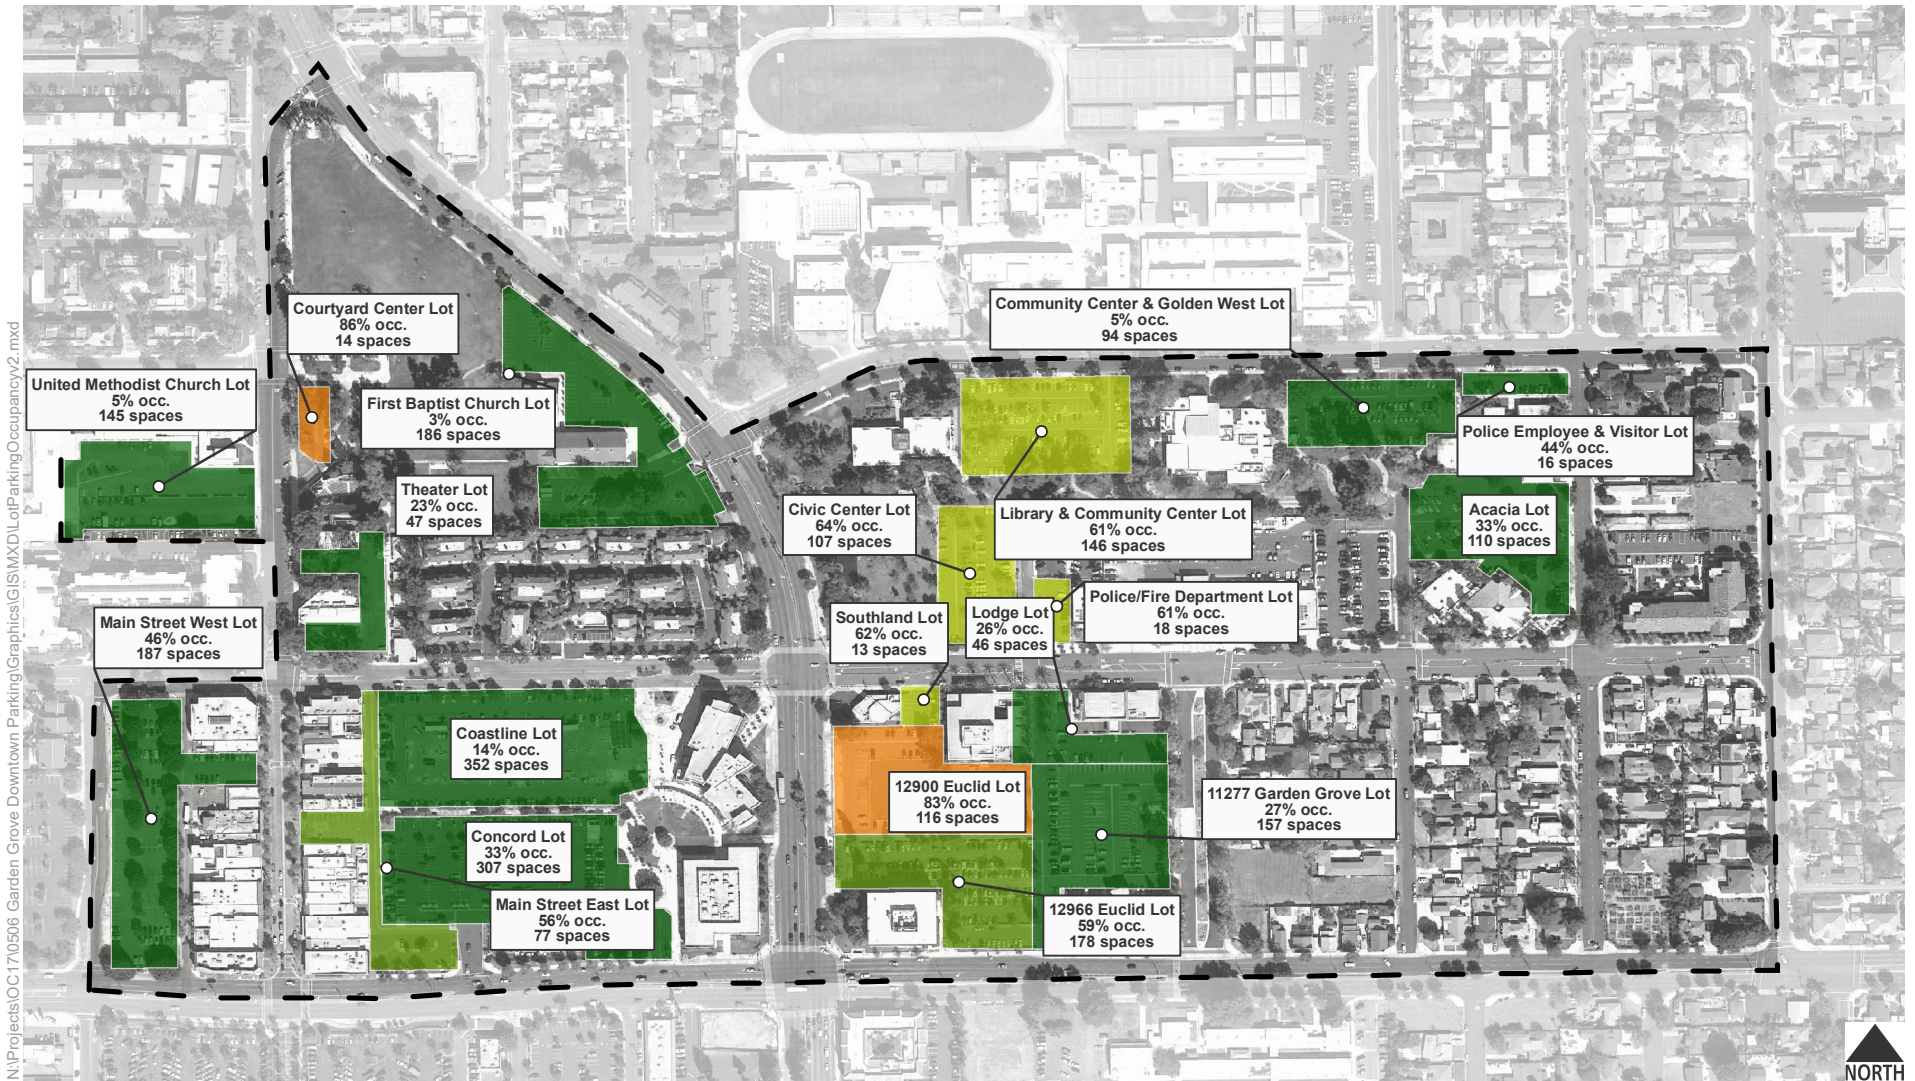 N:\Projects\OC17\0506 Garden Grove Downtown Parking\Graphics\GIS\MXD\LotParkingOccupancyv2.mxd
Courtyard Center Lot
86% occ.
14 spaces
Community Center & Golden West Lot
5% occ.
94 spaces
United Methodist Church Lot
5% occ.
145 spaces
First Baptist Church Lot
3% occ.
186 spaces
Police Employee & Visitor Lot
44% occ.
16 spaces
Theater Lot
23% occ.
47 spaces
Civic Center Lot
64% occ.
107 spaces
Library & Community Center Lot
61% occ.
146 spaces
Acacia Lot
33% occ.
110 spaces
Main Street West Lot
46% occ.
187 spaces
Southland Lot
62% occ.
13 spaces
Lodge Lot
26% occ.
46 spaces
Police/Fire Department Lot
61% occ.
18 spaces
Coastline Lot
14% occ.
352 spaces
12900 Euclid Lot
83% occ.
116 spaces
11277 Garden Grove Lot
27% occ.
157 spaces
Concord Lot
33% occ.
307 spaces
Main Street East Lot
56% occ.
77 spaces
12966 Euclid Lot
59% occ.
178 spaces
NORTH